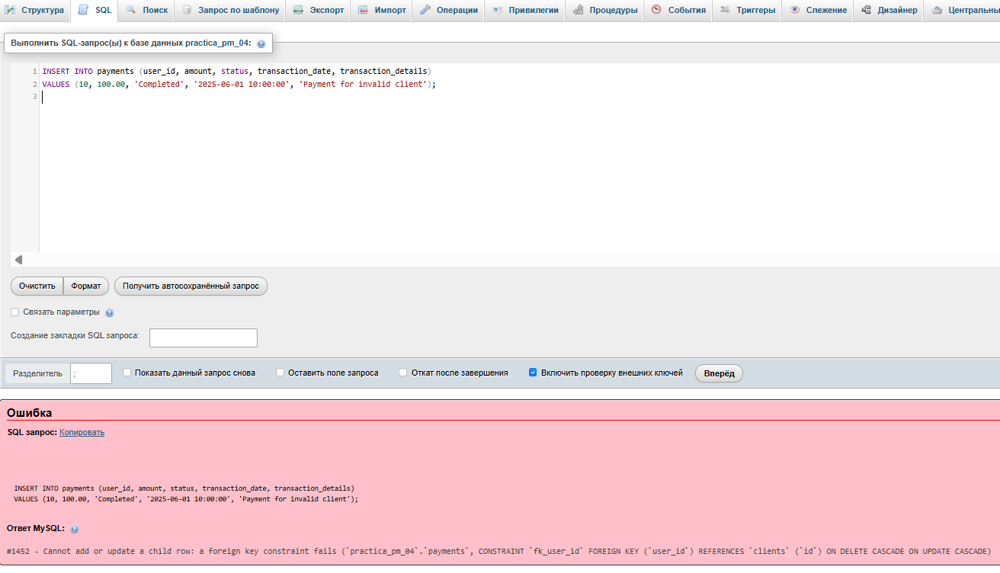 Структура SQL Поиск Запрос по шаблону Экспорт Импорт Операции Привилегии Процедуры События Триггеры Слежение Дизайнер Центральны
Выполнить SQL-запрос(ы) к базе данных practica_pm_04:
1 INSERT INTO payments (user_id, amount, status, transaction_date, transaction_details)
2 VALUES (10, 100.00, 'Completed', '2025-06-01 10:00:00', 'Payment for invalid client');
3
Очистить Формат Получить автосохранённый запрос
Связать параметры
Создание закладки SQL запроса:
Разделитель ; Показать данный запрос снова Оставить поле запроса Откат после завершения Включить проверку внешних ключей Вперёд
Ошибка
SQL запрос: Копировать
INSERT INTO payments (user_id, amount, status, transaction_date, transaction_details)
VALUES (10, 100.00, 'Completed', '2025-06-01 10:00:00', 'Payment for invalid client');
Ответ MySQL:
#1452 - Cannot add or update a child row: a foreign key constraint fails (`practica_pm_04`.`payments`, CONSTRAINT `fk_user_id` FOREIGN KEY (`user_id`) REFERENCES `clients` (`id`) ON DELETE CASCADE ON UPDATE CASCADE)